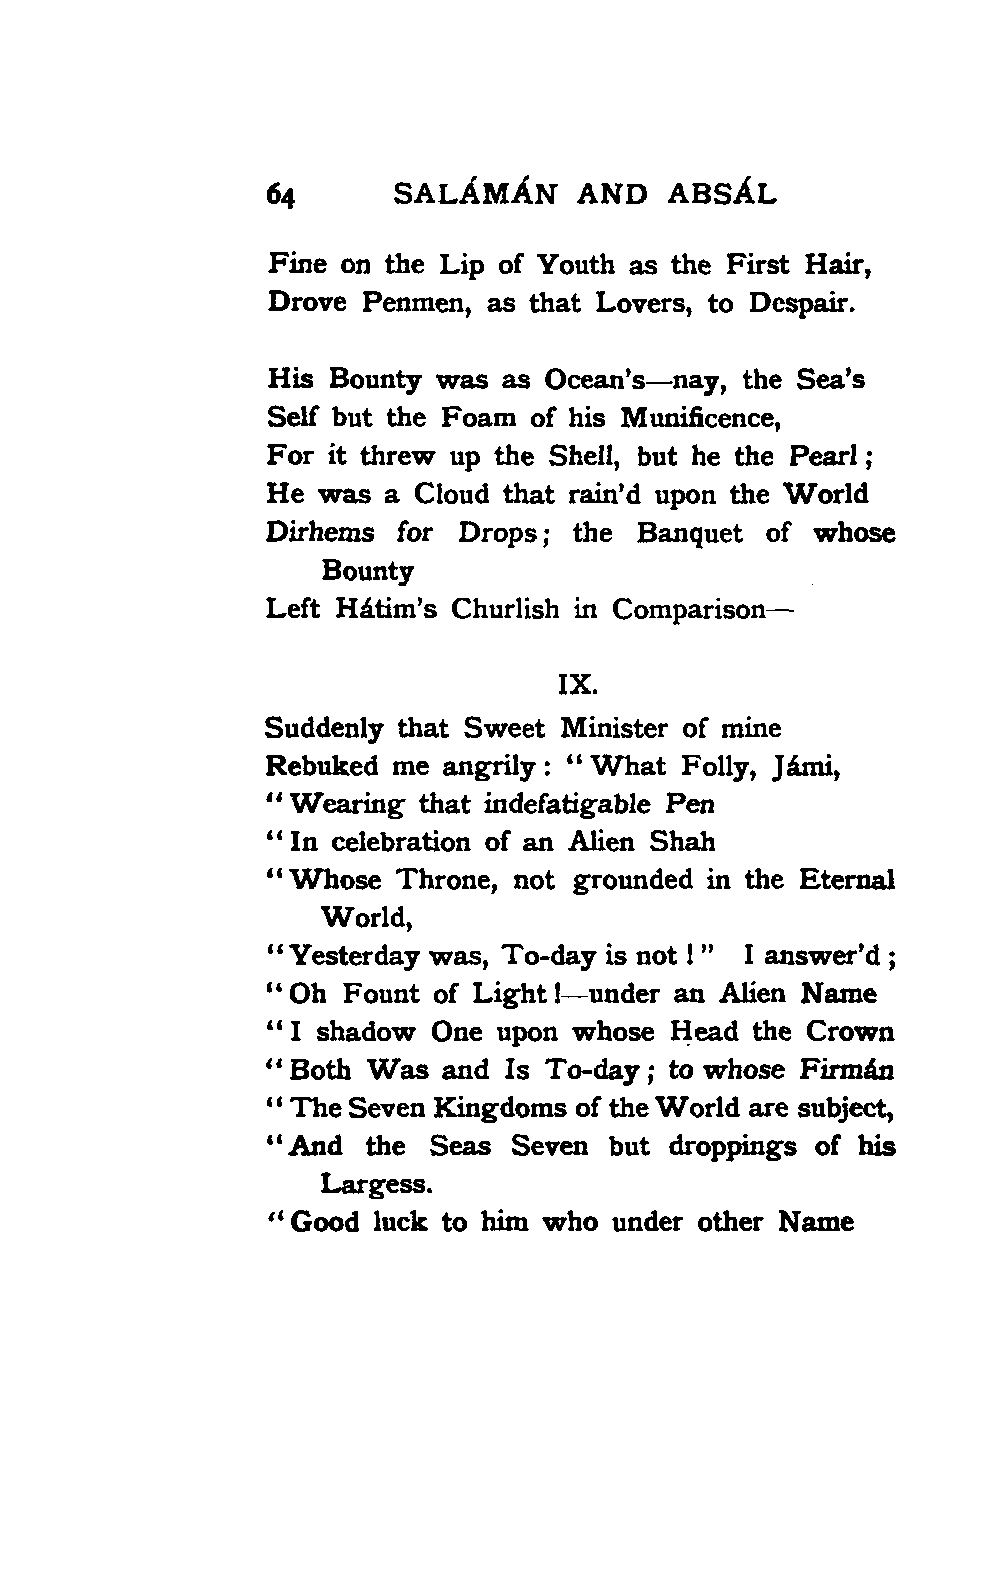 64 SALÁMÁN AND ABSÁL
Fine on the Lip of Youth as the First Hair,
Drove Penmen, as that Lovers, to Despair.
His Bounty was as Ocean's—nay, the Sea's
Self but the Foam of his Munificence,
For it threw up the Shell, but he the Pearl;
He was a Cloud that rain'd upon the World
Dirhems for Drops; the Banquet of whose
Bounty
Left Hátim's Churlish in Comparison—
IX.
Suddenly that Sweet Minister of mine
Rebuked me angrily: "What Folly, Jámi,
"Wearing that indefatigable Pen
"In celebration of an Alien Shah
"Whose Throne, not grounded in the Eternal
World,
"Yesterday was, To-day is not!" I answer'd;
"Oh Fount of Light!—under an Alien Name
"I shadow One upon whose Head the Crown
"Both Was and Is To-day; to whose Firmán
"The Seven Kingdoms of the World are subject,
"And the Seas Seven but droppings of his
Largess.
"Good luck to him who under other Name